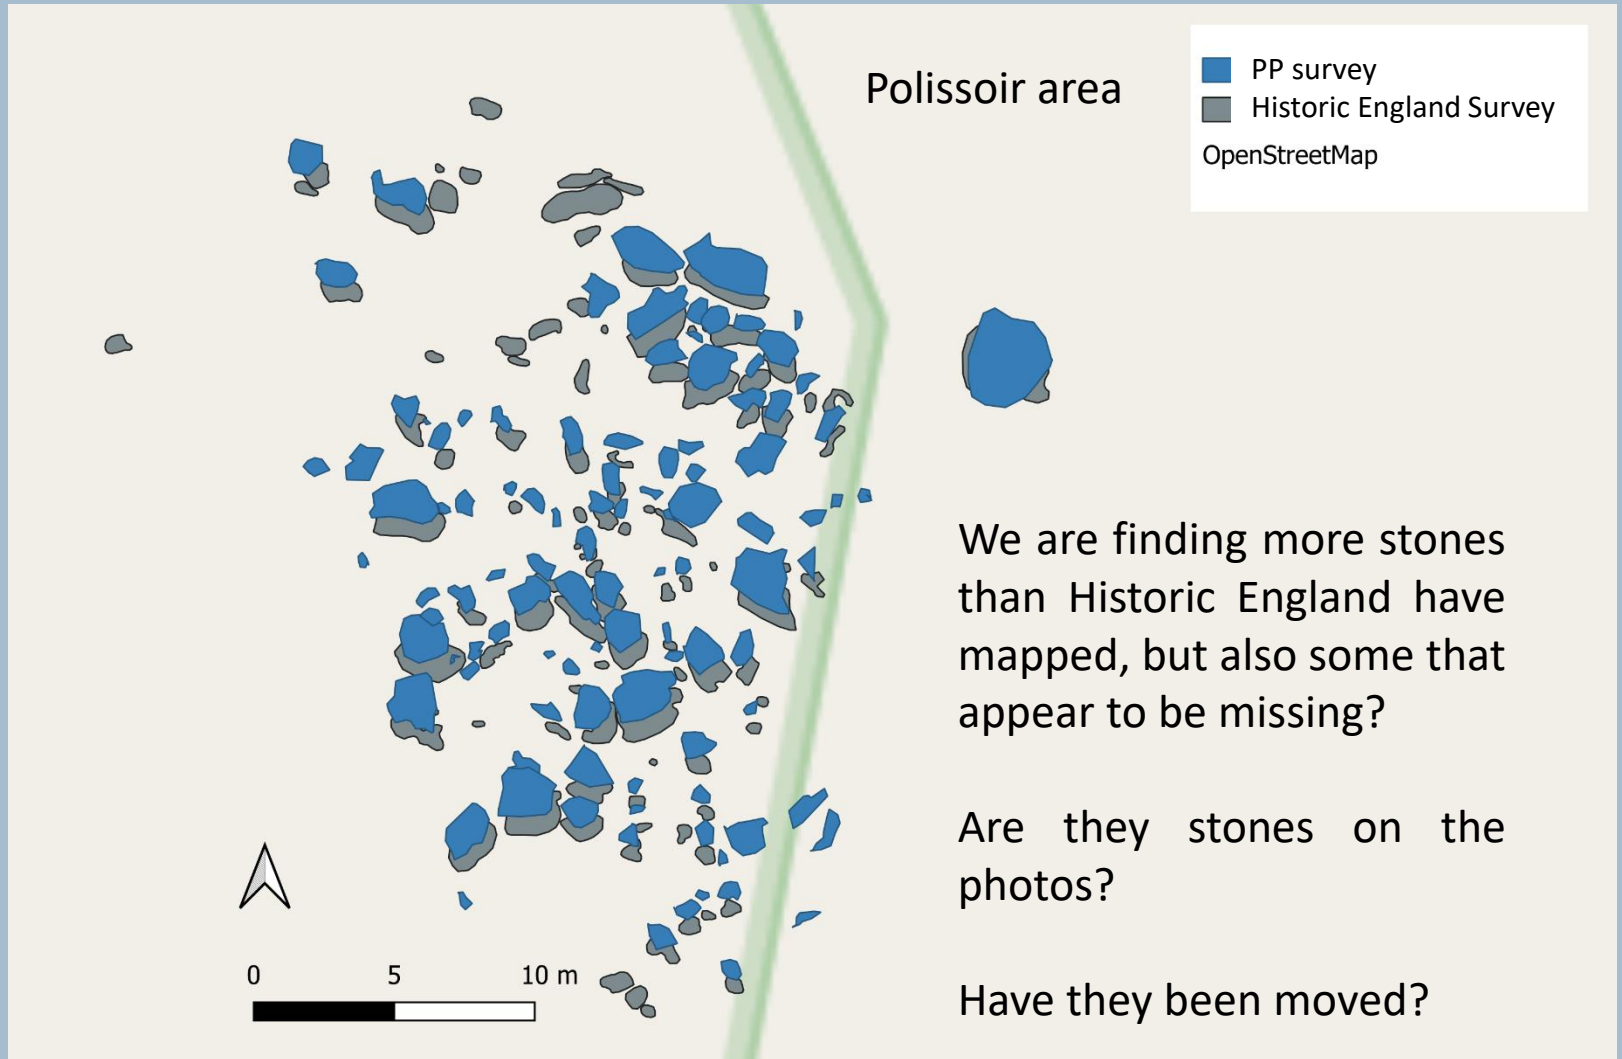 Polissoir area
PP survey
Historic England Survey
OpenStreetMap
We are finding more stones
than Historic England have
mapped, but also some that
appear to be missing?
Are they stones on the
photos?
Have they been moved?
0 5 10 m